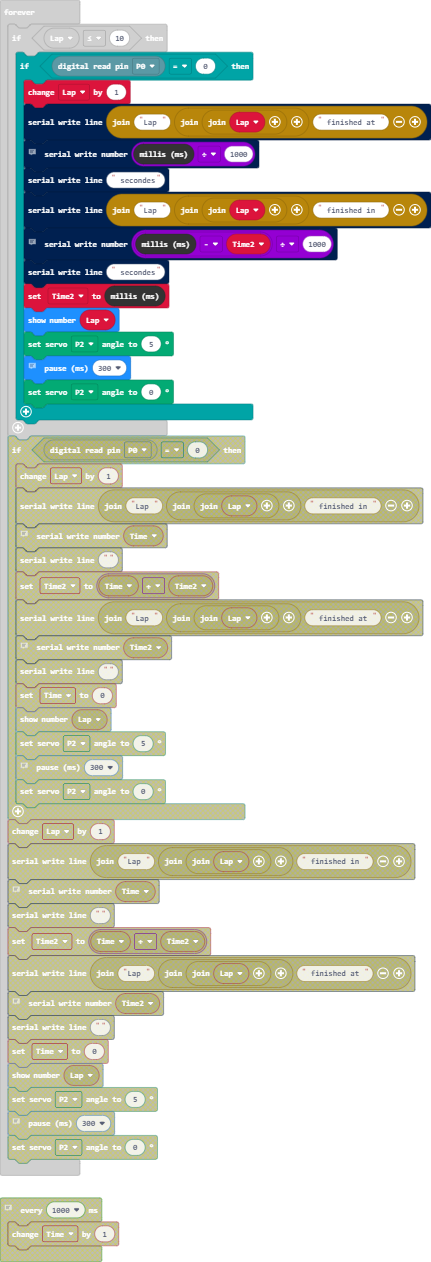 forever
if Lap ≤ 10 then
if digital read pin P0 = 0 then
change Lap by 1
serial write line join "Lap" join join Lap "finished at"
serial write number millis (ms) ÷ 1000
serial write line "secondes"
serial write line join "Lap" join join Lap "finished in"
serial write number millis (ms) - Time2 ÷ 1000
serial write line "secondes"
set Time2 to millis (ms)
show number Lap
set servo P2 angle to 5 °
pause (ms) 300
set servo P2 angle to 0 °
if digital read pin P0 = 0 then
change Lap by 1
serial write line join "Lap" join join Lap "finished in"
serial write number Time
serial write line ""
set Time2 to Time + Time2
serial write line join "Lap" join join Lap "finished at"
serial write number Time2
serial write line ""
set Time to 0
show number Lap
set servo P2 angle to 5 °
pause (ms) 300
set servo P2 angle to 0 °
change Lap by 1
serial write line join "Lap" join join Lap "finished in"
serial write number Time
serial write line ""
set Time2 to Time + Time2
serial write line join "Lap" join join Lap "finished at"
serial write number Time2
serial write line ""
set Time to 0
show number Lap
set servo P2 angle to 5 °
pause (ms) 300
set servo P2 angle to 0 °
every 1000 ms
change Time by 1